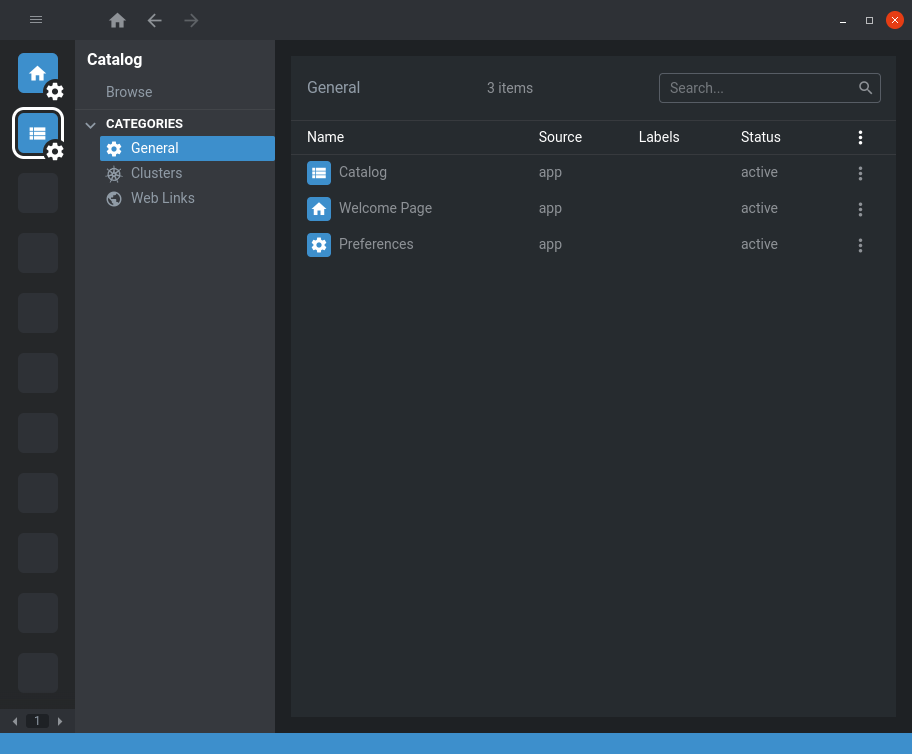 Catalog
Browse
CATEGORIES
General
Clusters
Web Links
General 3 items Search...
Name Source Labels Status
Catalog app active
Welcome Page app active
Preferences app active
1